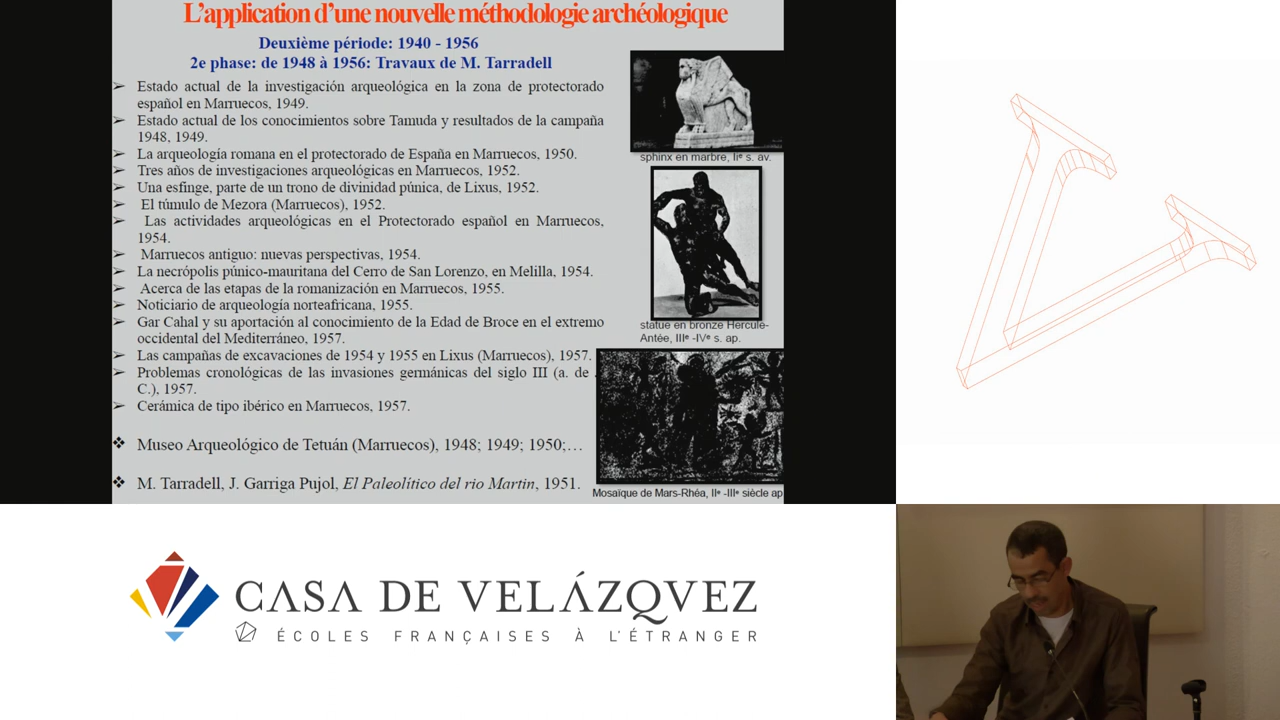 L'application d'une nouvelle méthodologie archéologique
Deuxième période: 1940 - 1956
2e phase: de 1948 à 1956: Travaux de M. Tarradell
➢ Estado actual de la investigación arqueológica en la zona de protectorado
español en Marruecos, 1949.
➢ Estado actual de los conocimientos sobre Tamuda y resultados de la campaña
1948, 1949.
➢ La arqueología romana en el protectorado de España en Marruecos, 1950.
➢ Tres años de investigaciones arqueológicas en Marruecos, 1952.
➢ Una esfinge, parte de un trono de divinidad púnica, de Lixus, 1952.
➢ El túmulo de Mezora (Marruecos), 1952.
➢ Las actividades arqueológicas en el Protectorado español en Marruecos,
1954.
➢ Marruecos antiguo: nuevas perspectivas, 1954.
➢ La necrópolis púnico-mauritana del Cerro de San Lorenzo, en Melilla, 1954.
➢ Acerca de las etapas de la romanización en Marruecos, 1955.
➢ Noticiario de arqueología norteafricana, 1955.
➢ Gar Cahal y su aportación al conocimiento de la Edad de Broce en el extremo
occidental del Mediterráneo, 1957.
➢ Las campañas de excavaciones de 1954 y 1955 en Lixus (Marruecos), 1957.
➢ Problemas cronológicas de las invasiones germánicas del siglo III (a. de
C.), 1957.
➢ Cerámica de tipo ibérico en Marruecos, 1957.
❖ Museo Arqueológico de Tetuán (Marruecos), 1948; 1949; 1950;…
❖ M. Tarradell, J. Garriga Pujol, El Paleolítico del rio Martin, 1951.
sphinx en marbre, IIe s. av.
statue en bronze Hercule-
Antée, IIIe -IVe s. ap.
Mosaïque de Mars-Rhéa, IIe -IIIe siècle ap
CASA DE VELÁZQVEZ
ÉCOLES FRANÇAISES À L'ÉTRANGER